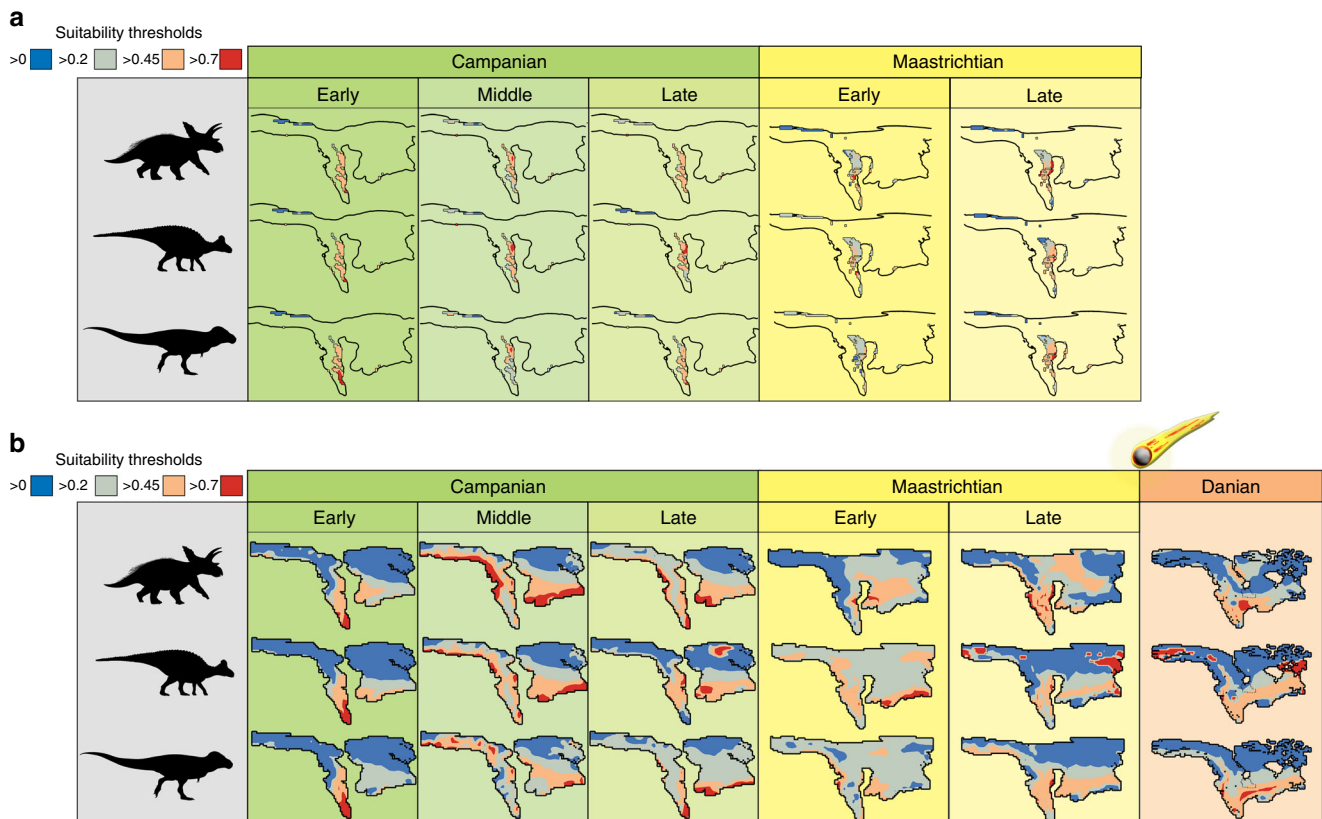 a
Suitability thresholds
>0 >0.2 >0.45 >0.7
Campanian Maastrichtian
Early Middle Late Early Late
b
Suitability thresholds
>0 >0.2 >0.45 >0.7
Campanian Maastrichtian Danian
Early Middle Late Early Late